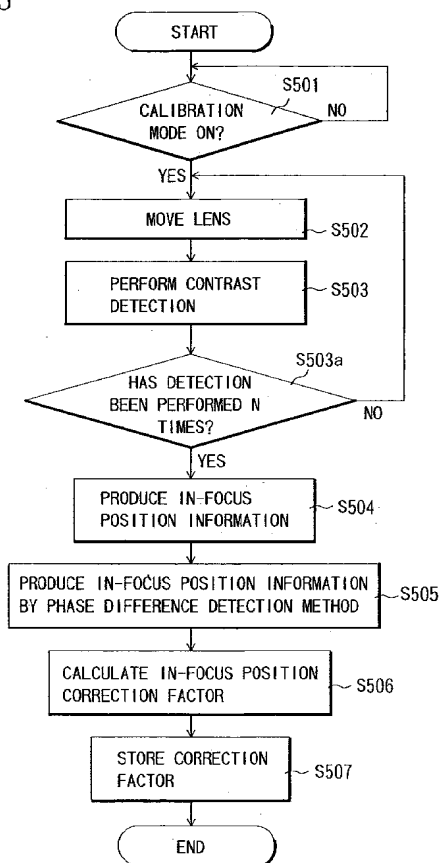 START
S501
CALIBRATION
MODE ON?
NO
YES
MOVE LENS
S502
PERFORM CONTRAST
DETECTION
S503
S503a
HAS DETECTION
BEEN PERFORMED N
TIMES?
NO
YES
PRODUCE IN-FOCUS
POSITION INFORMATION
S504
PRODUCE IN-FOCUS POSITION INFORMATION
BY PHASE DIFFERENCE DETECTION METHOD
S505
CALCULATE IN-FOCUS POSITION
CORRECTION FACTOR
S506
STORE CORRECTION
FACTOR
S507
END